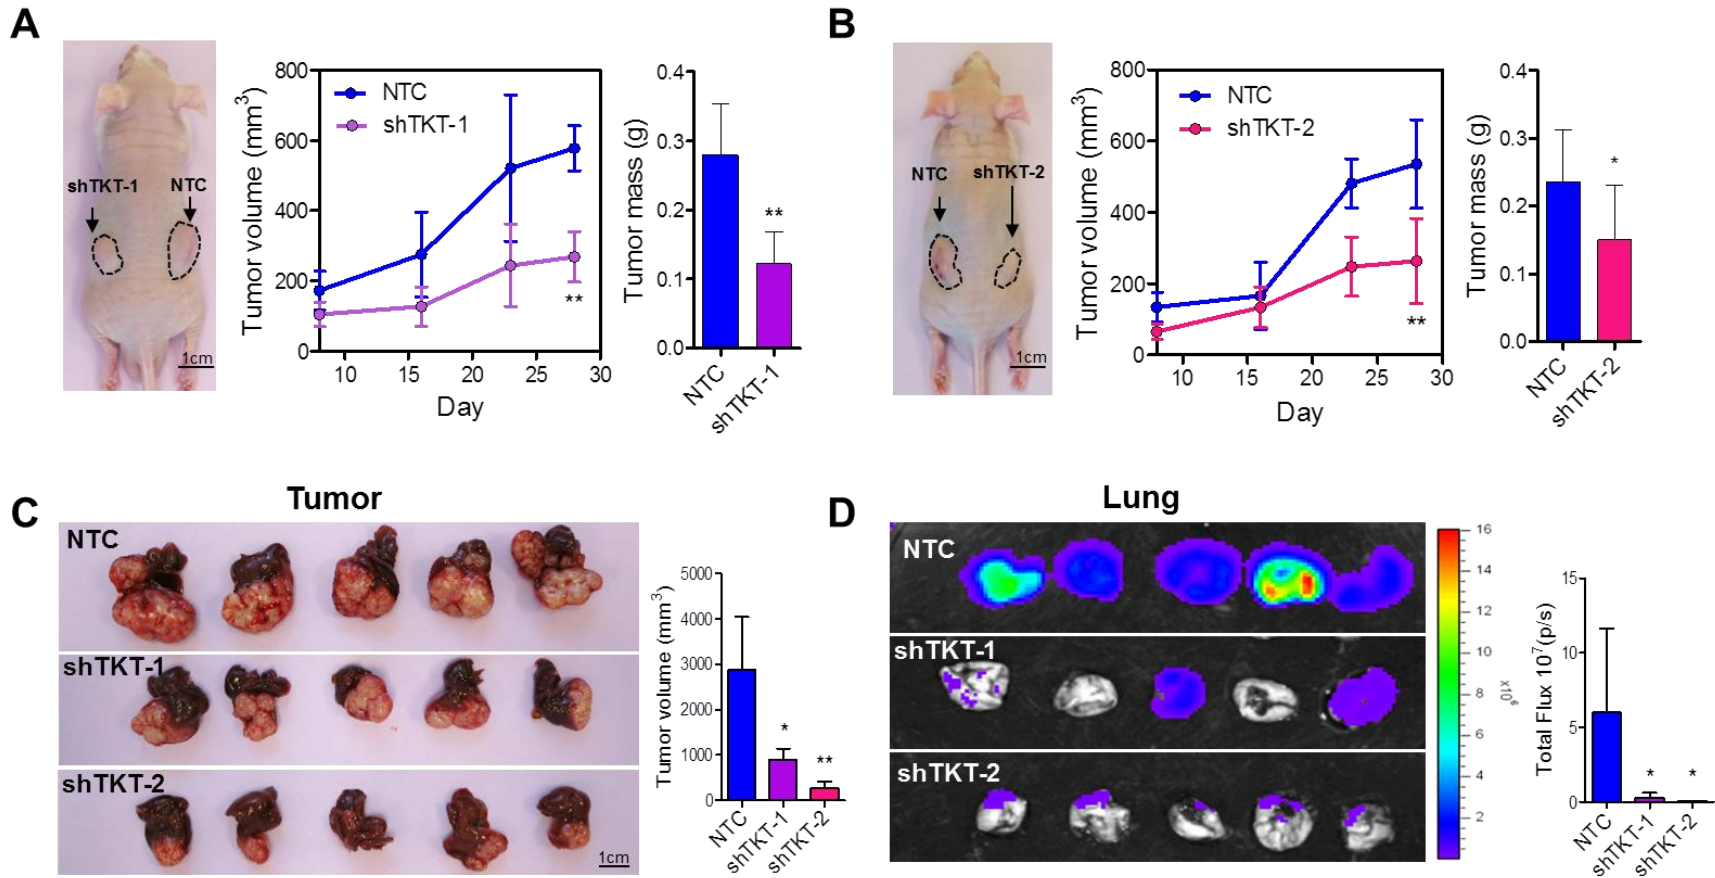 A
shTKT-1
NTC
1cm
Tumor volume (mm3)
800
600
400
200
0
NTC
shTKT-1
**
10
15
20
25
30
Day
Tumor mass (g)
0.4
0.3
0.2
0.1
0.0
**
NTC
shTKT-1
B
NTC
shTKT-2
1cm
Tumor volume (mm3)
800
600
400
200
0
NTC
shTKT-2
**
10
15
20
25
30
Day
Tumor mass (g)
0.4
0.3
0.2
0.1
0.0
*
NTC
shTKT-2
C
Tumor
NTC
shTKT-1
shTKT-2
1cm
Tumor volume (mm3)
5000
4000
3000
2000
1000
0
*
**
NTC
shTKT-1
shTKT-2
D
Lung
NTC
shTKT-1
shTKT-2
16
14
12
10
8
6
4
2
x106
Total Flux 107(p/s)
15
10
5
0
*
*
NTC
shTKT-1
shTKT-2